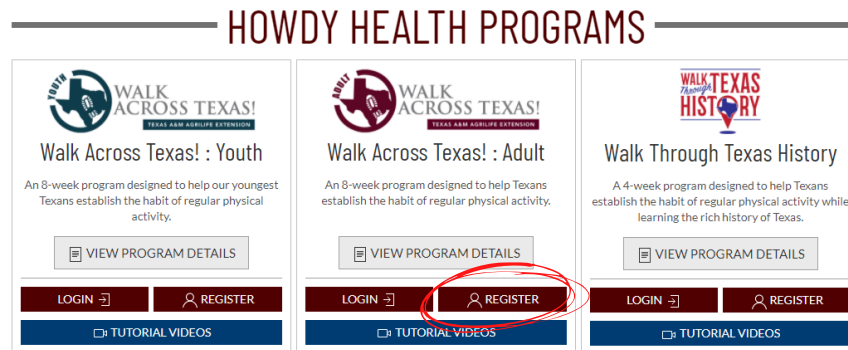 HOWDY HEALTH PROGRAMS
YOUTH
WALK
ACROSS TEXAS!
TEXAS A&M AGRILIFE EXTENSION
Walk Across Texas! : Youth
An 8-week program designed to help our youngest
Texans establish the habit of regular physical
activity.
VIEW PROGRAM DETAILS
LOGIN
REGISTER
TUTORIAL VIDEOS
ADULT
WALK
ACROSS TEXAS!
TEXAS A&M AGRILIFE EXTENSION
Walk Across Texas! : Adult
An 8-week program designed to help Texans
establish the habit of regular physical activity.
VIEW PROGRAM DETAILS
LOGIN
REGISTER
TUTORIAL VIDEOS
WALK Through TEXAS
HISTORY
Walk Through Texas History
A 4-week program designed to help Texans
establish the habit of regular physical activity while
learning the rich history of Texas.
VIEW PROGRAM DETAILS
LOGIN
REGISTER
TUTORIAL VIDEOS